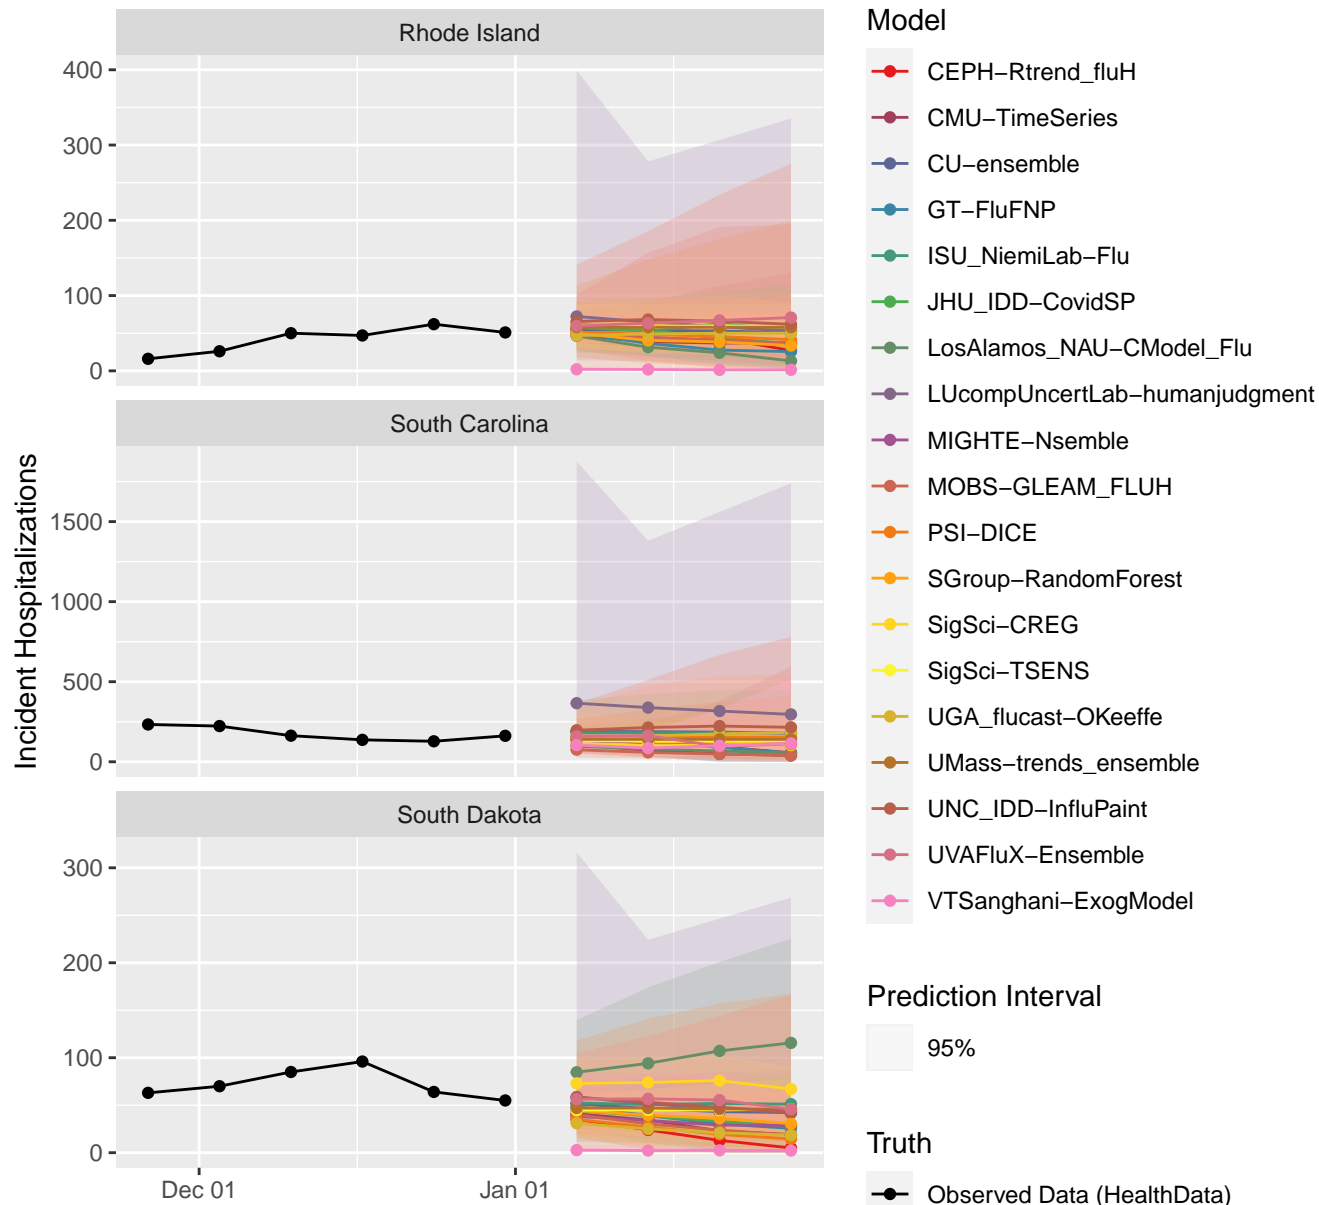 Rhode Island
400
300
200
100
0
South Carolina
1500
1000
500
0
South Dakota
300
200
100
0
Dec 01
Jan 01
Incident Hospitalizations
Model
CEPH−Rtrend_fluH
CMU−TimeSeries
CU−ensemble
GT−FluFNP
ISU_NiemiLab−Flu
JHU_IDD−CovidSP
LosAlamos_NAU−CModel_Flu
LUcompUncertLab−humanjudgment
MIGHTE−Nsemble
MOBS−GLEAM_FLUH
PSI−DICE
SGroup−RandomForest
SigSci−CREG
SigSci−TSENS
UGA_flucast−OKeeffe
UMass−trends_ensemble
UNC_IDD−InfluPaint
UVAFluX−Ensemble
VTSanghani−ExogModel
Prediction Interval
95%
Truth
Observed Data (HealthData)